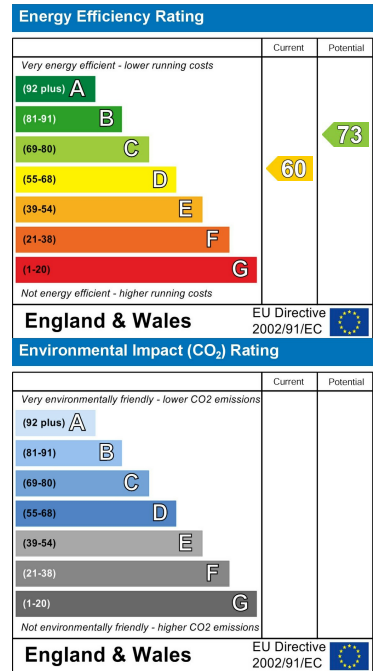 Energy Efficiency Rating
Current Potential
Very energy efficient - lower running costs
(92 plus) A
(81-91) B
(69-80) C
73
(55-68) D
60
(39-54) E
(21-38) F
(1-20) G
Not energy efficient - higher running costs
England & Wales
EU Directive
2002/91/EC
Environmental Impact (CO₂) Rating
Current Potential
Very environmentally friendly - lower CO2 emissions
(92 plus) A
(81-91) B
(69-80) C
(55-68) D
(39-54) E
(21-38) F
(1-20) G
Not environmentally friendly - higher CO2 emissions
England & Wales
EU Directive
2002/91/EC